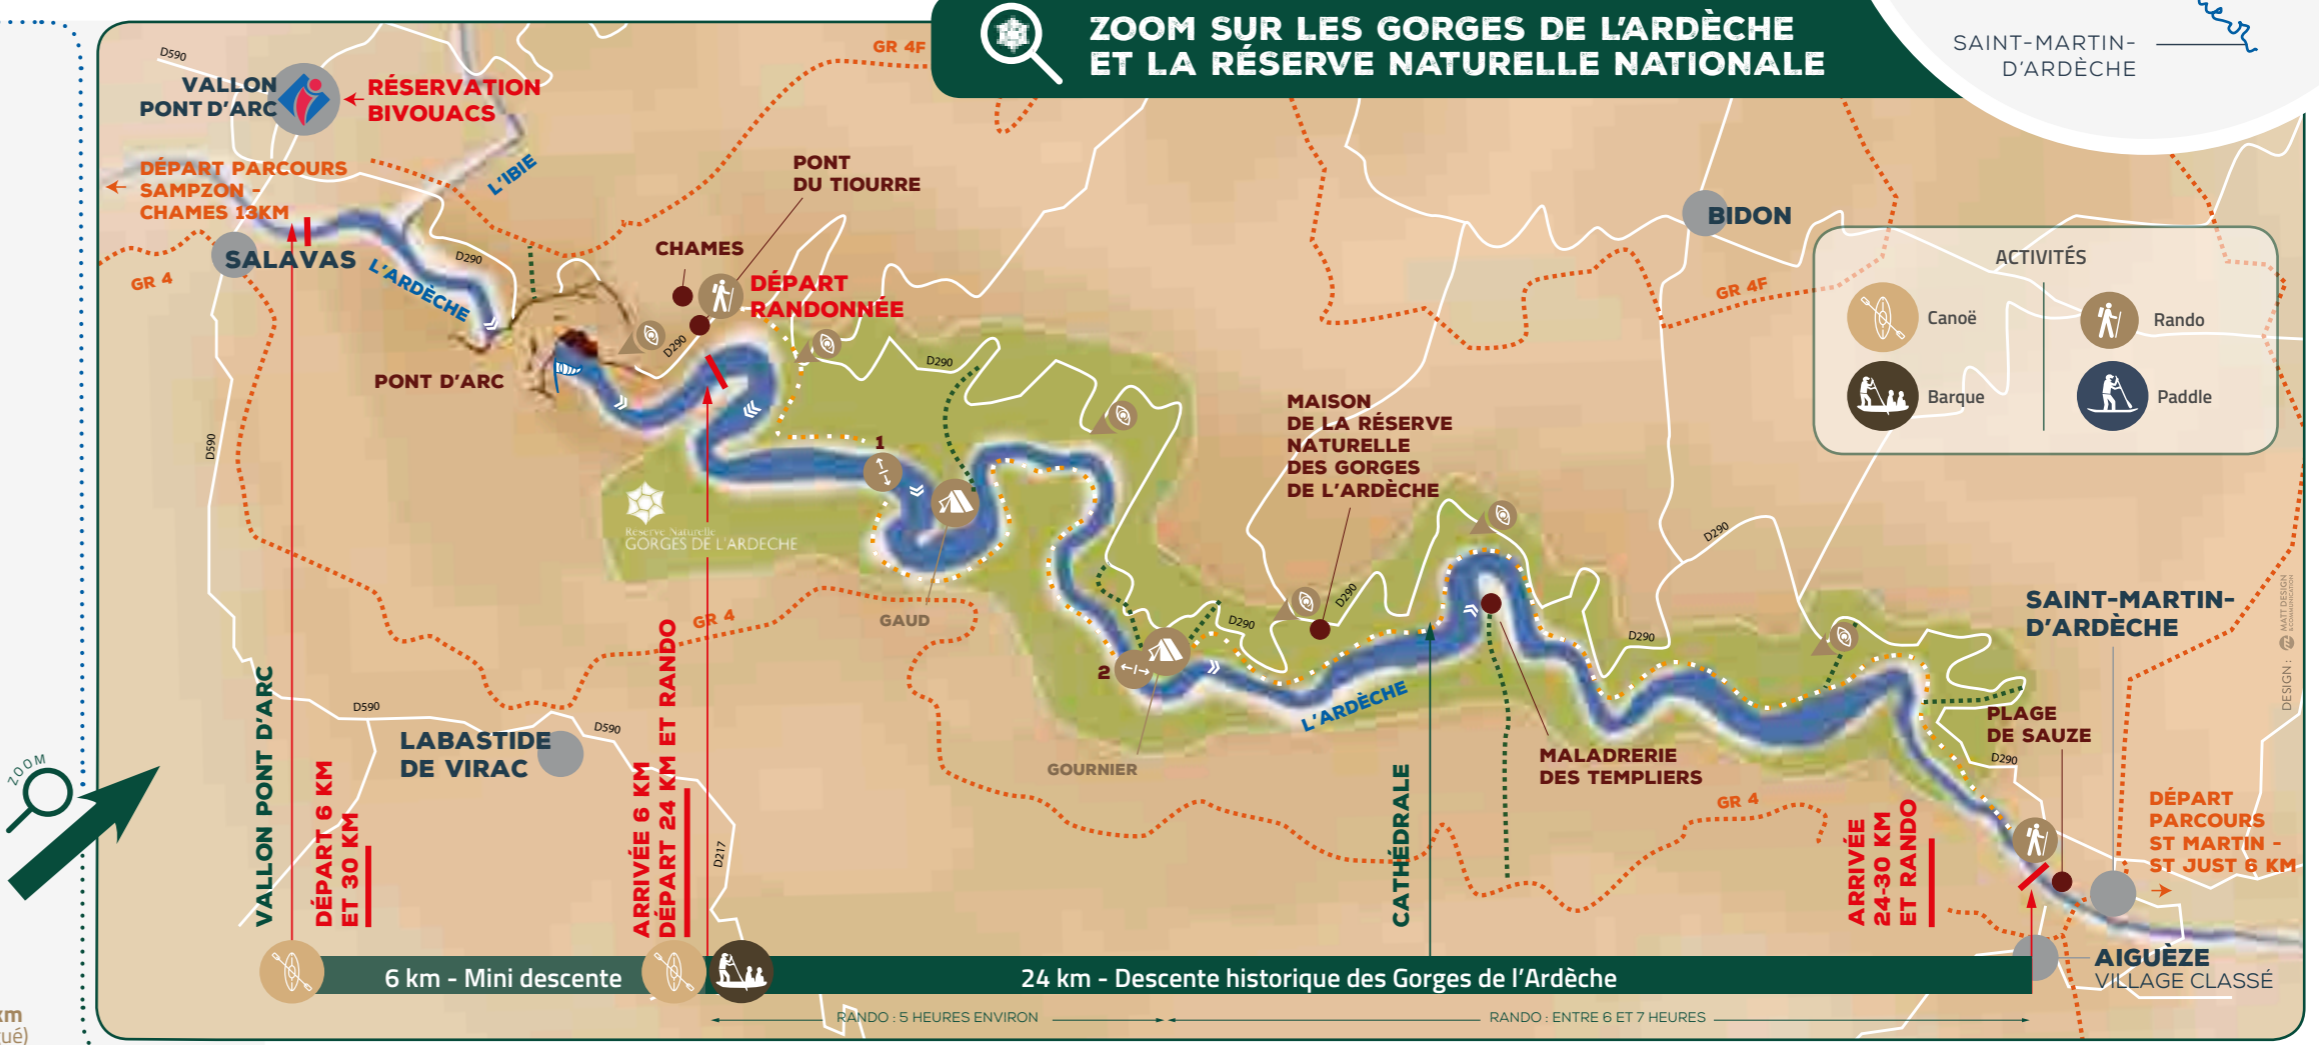 ZOOM SUR LES GORGES DE L'ARDÈCHE
ET LA RÉSERVE NATURELLE NATIONALE
SAINT-MARTIN-
D'ARDÈCHE
D590
VALLON
PONT D'ARC
RÉSERVATION
BIVOUACS
GR 4F
DÉPART PARCOURS
SAMPZON -
CHAMES 13KM
L'IBIE
PONT
DU TIOURRE
SALAVAS
GR 4
L'ARDÈCHE
D290
CHAMES
DÉPART
RANDONNÉE
D290
PONT D'ARC
D290
BIDON
GR 4F
ACTIVITÉS
Canoë
Rando
Barque
Paddle
MAISON
DE LA RÉSERVE
NATURELLE
DES GORGES
DE L'ARDÈCHE
D590
1
Réserve Naturelle
GORGES DE L'ARDECHE
GAUD
GR 4
2
GOURNIER
D290
D290
L'ARDÈCHE
D290
D290
MALADRERIE
DES TEMPLIERS
CATHÉDRALE
SAINT-MARTIN-
D'ARDÈCHE
DESIGN :
MATT DESIGN
& COMMUNICATION
PLAGE
DE SAUZE
D290
GR 4
DÉPART
PARCOURS
ST MARTIN -
ST JUST 6 KM
ZOOM
D590
LABASTIDE
DE VIRAC
D590
D217
VALLON PONT D'ARC
DÉPART 6 KM
ET 30 KM
ARRIVÉE 6 KM
DÉPART 24 KM ET RANDO
ARRIVÉE
24-30 KM
ET RANDO
AIGUÈZE
VILLAGE CLASSÉ
6 km - Mini descente
24 km - Descente historique des Gorges de l'Ardèche
RANDO : 5 HEURES ENVIRON
RANDO : ENTRE 6 ET 7 HEURES
km